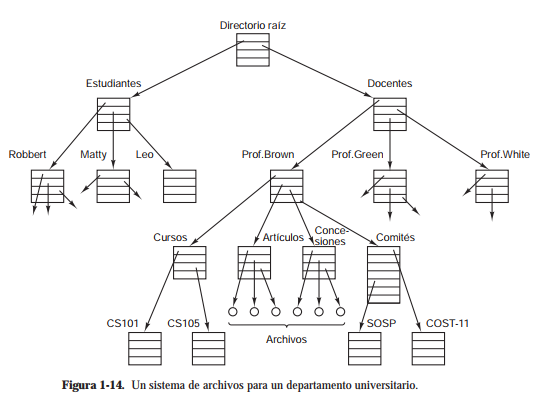 Directorio raíz
Estudiantes
Docentes
Robbert
Matty
Leo
Prof.Brown
Prof.Green
Prof.White
Cursos
Artículos
Conce-
siones
Comités
CS101
CS105
Archivos
SOSP
COST-11
Figura 1-14. Un sistema de archivos para un departamento universitario.